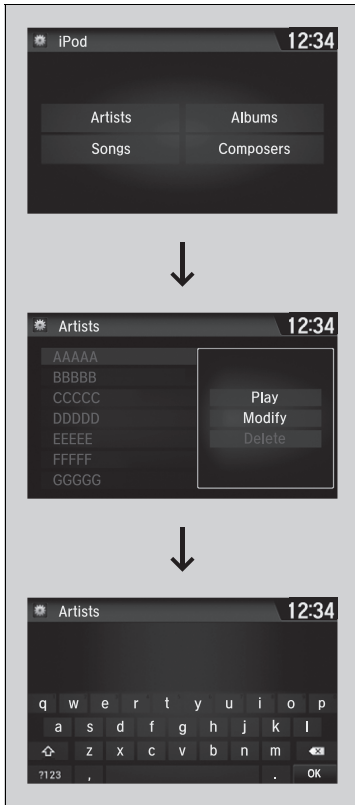 iPod 12:34
Artists Albums
Songs Composers
Artists 12:34
AAAAA
BBBBB
CCCCC Play
DDDDD Modify
EEEEE Delete
FFFFF
GGGGG
Artists 12:34
q w e r t y u i o p
a s d f g h j k l
z x c v b n m
?123 , . OK